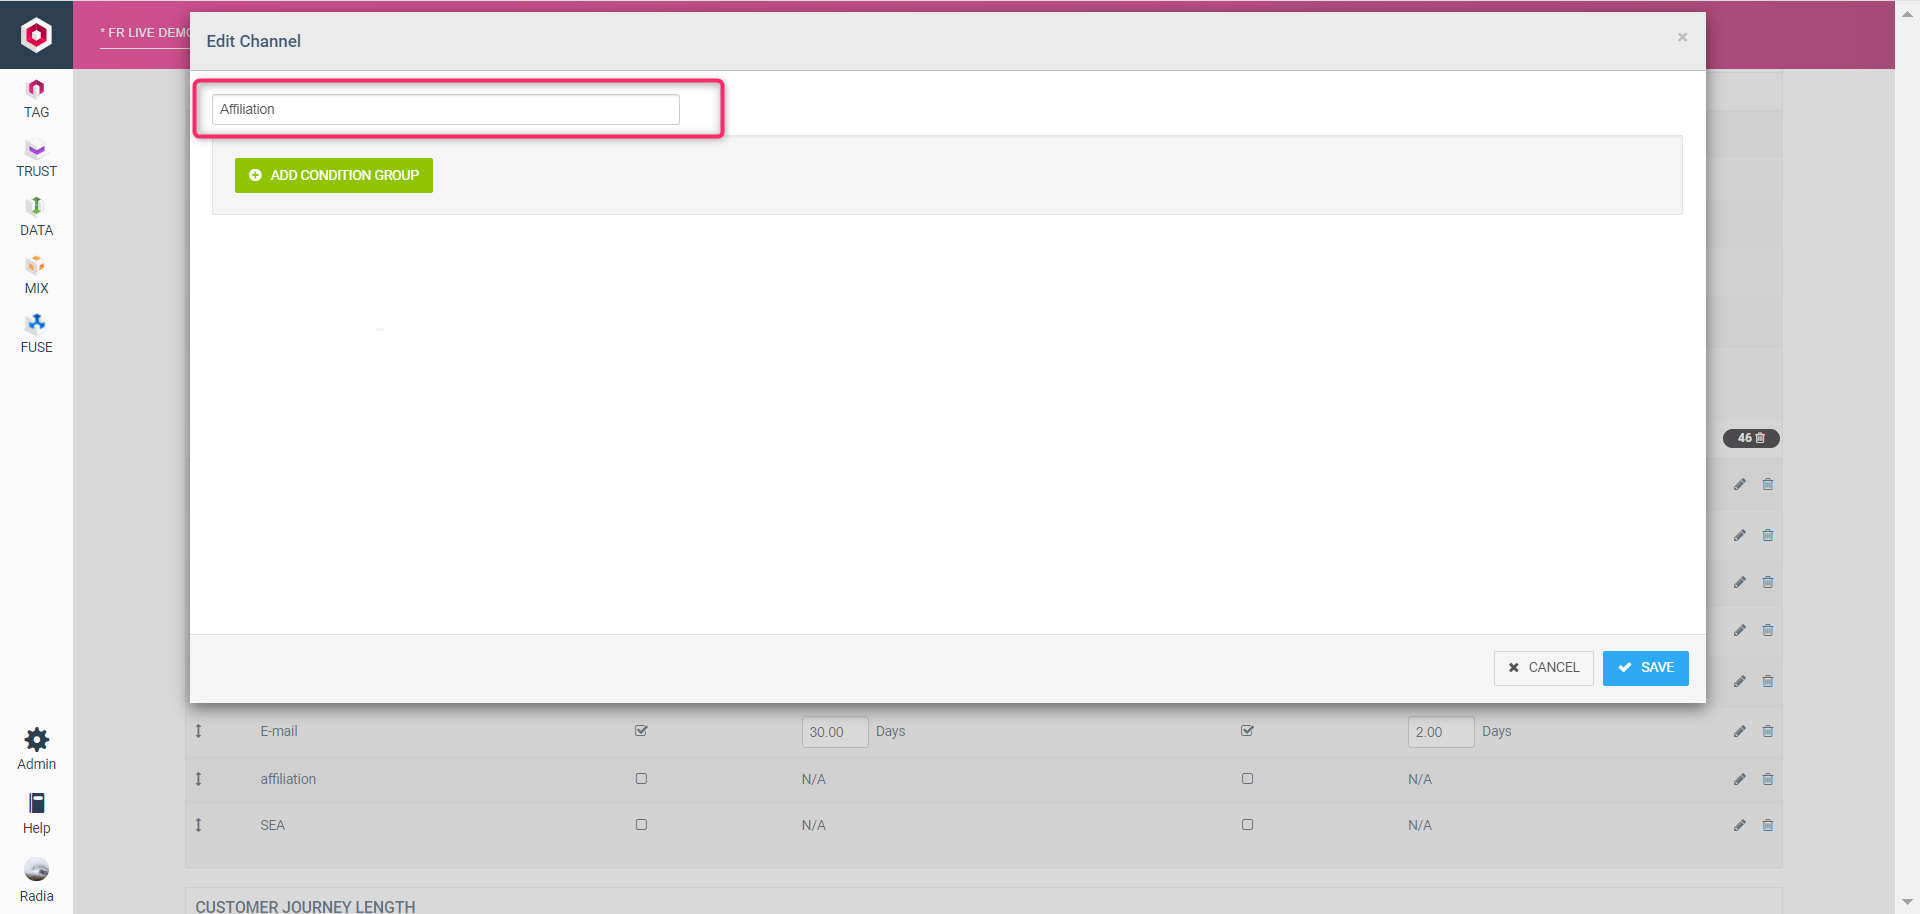 * FR LIVE DEMO
Edit Channel
×
TAG
TRUST
DATA
MIX
FUSE
Affiliation
ADD CONDITION GROUP
46
CANCEL
SAVE
E-mail 30.00 Days 2.00 Days
affiliation N/A N/A
SEA N/A N/A
Admin
Help
Radia
CUSTOMER JOURNEY LENGTH